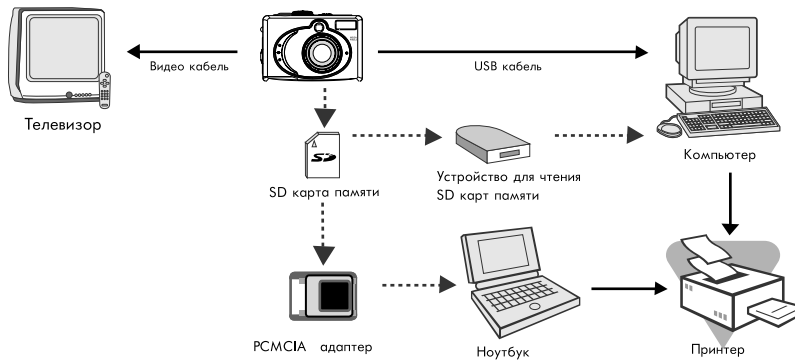 Видео кабель
USB кабель
Телевизор
SD
SD карта памяти
Устройство для чтения
SD карт памяти
Компьютер
PCMCIA адаптер
Ноутбук
Принтер